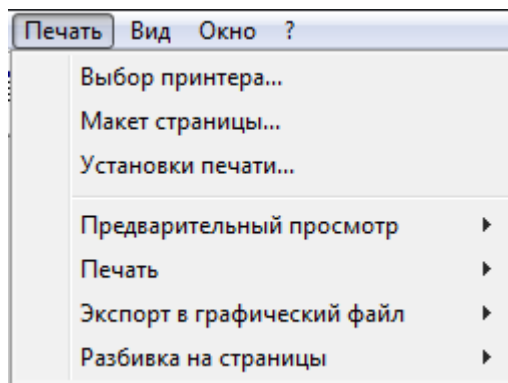 Печать Вид Окно ?
Выбор принтера...
Макет страницы...
Установки печати...
Предварительный просмотр
Печать
Экспорт в графический файл
Разбивка на страницы